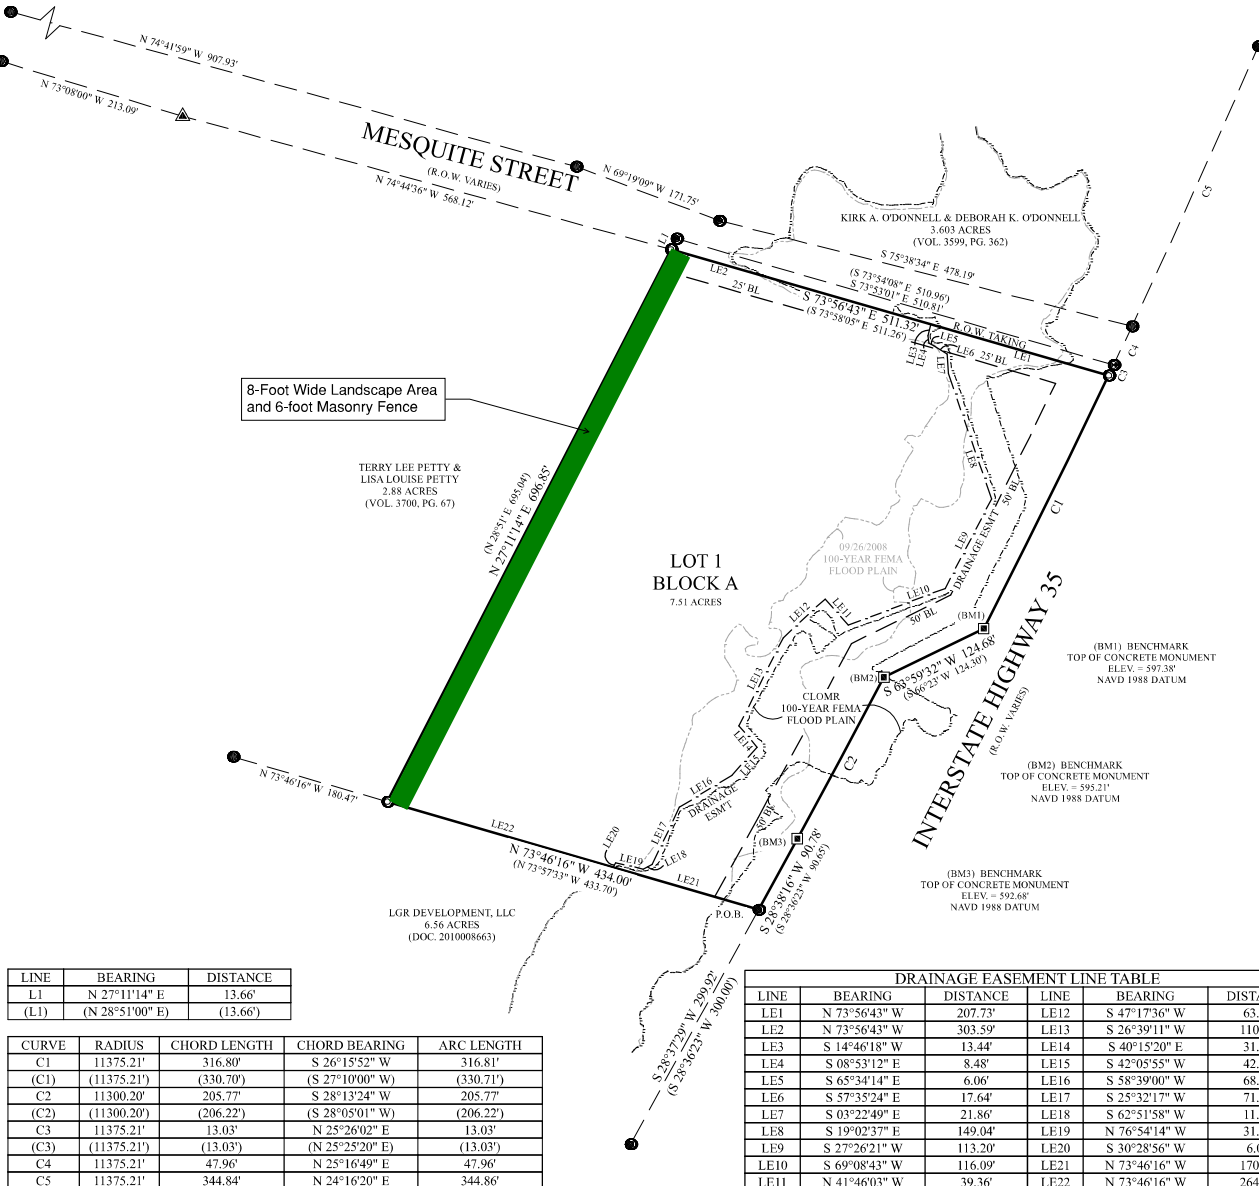 N 74°41'59" W 907.93'
N 73°08'00" W 213.09'
MESQUITE STREET
(R.O.W. VARIES)
N 74°44'36" W 568.12'
N 69°19'09" W 171.75'
C5
KIRK A. O'DONNELL & DEBORAH K. O'DONNELL
3.603 ACRES
(VOL. 3599, PG. 362)
S 75°38'34" E 478.19'
(S 73°54'08" E 510.96')
S 73°53'01" E 510.81'
L1
LE2
25' BL
S 73°56'43" E 511.32'
(S 73°58'05" E 511.26')
R.O.W. TAKING
LE1
LE3
LE4
LE5
LE6
25' BL
LE7
C4
C3
8-Foot Wide Landscape Area
and 6-foot Masonry Fence
TERRY LEE PETTY &
LISA LOUISE PETTY
2.88 ACRES
(VOL. 3700, PG. 67)
(N 28°51' E 695.04')
N 27°11'14" E 696.85'
LE8
50' BL
C1
LOT 1
BLOCK A
7.51 ACRES
09/26/2008
100-YEAR FEMA
FLOOD PLAIN
LE9
DRAINAGE ESM'T
LE10
50' BL
LE11
LE12
LE13
(BM1)
S 63°59'32" W 124.68'
(S 66°23' W 124.30')
(BM2)
INTERSTATE HIGHWAY 35
(R.O.W. VARIES)
(BM1) BENCHMARK
TOP OF CONCRETE MONUMENT
ELEV. = 597.38'
NAVD 1988 DATUM
CLOMR
100-YEAR FEMA
FLOOD PLAIN
LE14
LE15
C2
(BM2) BENCHMARK
TOP OF CONCRETE MONUMENT
ELEV. = 595.21'
NAVD 1988 DATUM
N 73°46'16" W 180.47'
LE16
DRAINAGE
ESM'T
50' BL
LE17
LE18
LE19
LE20
LE22
N 73°46'16" W 434.00'
(N 73°57'33" W 433.70')
LE21
(BM3)
S 28°38'16" W 90.78'
(S 28°36'23" W 90.65')
P.O.B.
(BM3) BENCHMARK
TOP OF CONCRETE MONUMENT
ELEV. = 592.68'
NAVD 1988 DATUM
LGR DEVELOPMENT, LLC
6.56 ACRES
(DOC. 2010008663)
S 28°37'29" W 299.92'
(S 28°36'23" W 300.00')
LINE BEARING DISTANCE
L1 N 27°11'14" E 13.66'
(L1) (N 28°51'00" E) (13.66')
CURVE RADIUS CHORD LENGTH CHORD BEARING ARC LENGTH
C1 11375.21' 316.80' S 26°15'52" W 316.81'
(C1) (11375.21') (330.70') (S 27°10'00" W) (330.71')
C2 11300.20' 205.77' S 28°13'24" W 205.77'
(C2) (11300.20') (206.22') (S 28°05'01" W) (206.22')
C3 11375.21' 13.03' N 25°26'02" E 13.03'
(C3) (11375.21') (13.03') (N 25°25'20" E) (13.03')
C4 11375.21' 47.96' N 25°16'49" E 47.96'
C5 11375.21' 344.84' N 24°16'20" E 344.86'
DRAINAGE EASEMENT LINE TABLE
LINE BEARING DISTANCE LINE BEARING DISTA
LE1 N 73°56'43" W 207.73' LE12 S 47°17'36" W 63.
LE2 N 73°56'43" W 303.59' LE13 S 26°39'11" W 110
LE3 S 14°46'18" W 13.44' LE14 S 40°15'20" E 31.
LE4 S 08°53'12" E 8.48' LE15 S 42°05'55" W 42.
LE5 S 65°34'14" E 6.06' LE16 S 58°39'00" W 68.
LE6 S 57°35'24" E 17.64' LE17 S 25°32'17" W 71.
LE7 S 03°22'49" E 21.86' LE18 S 62°51'58" W 11.
LE8 S 19°02'37" E 149.04' LE19 N 76°54'14" W 31.
LE9 S 27°26'21" W 113.20' LE20 S 30°28'56" W 6.0
LE10 S 69°08'43" W 116.09' LE21 N 73°46'16" W 170
LE11 N 41°46'03" W 39.36' LE22 N 73°46'16" W 264